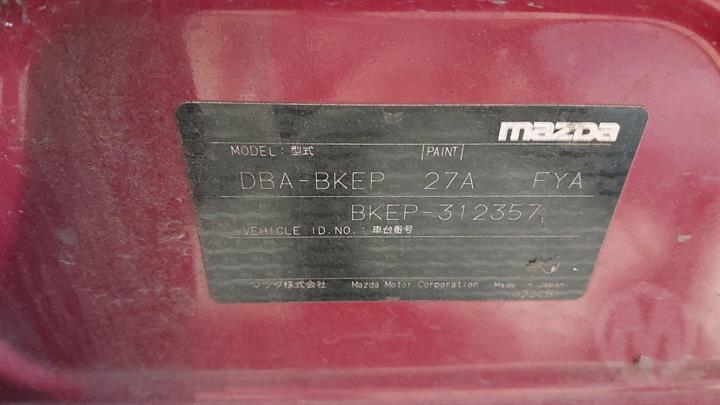 mazda
MODEL: 型式 |PAINT|
DBA-BKEP 27A FYA
BKEP-312357
VEHICLE ID.NO.: 車台番号
マツダ株式会社 Mazda Motor Corporation Made in Japan